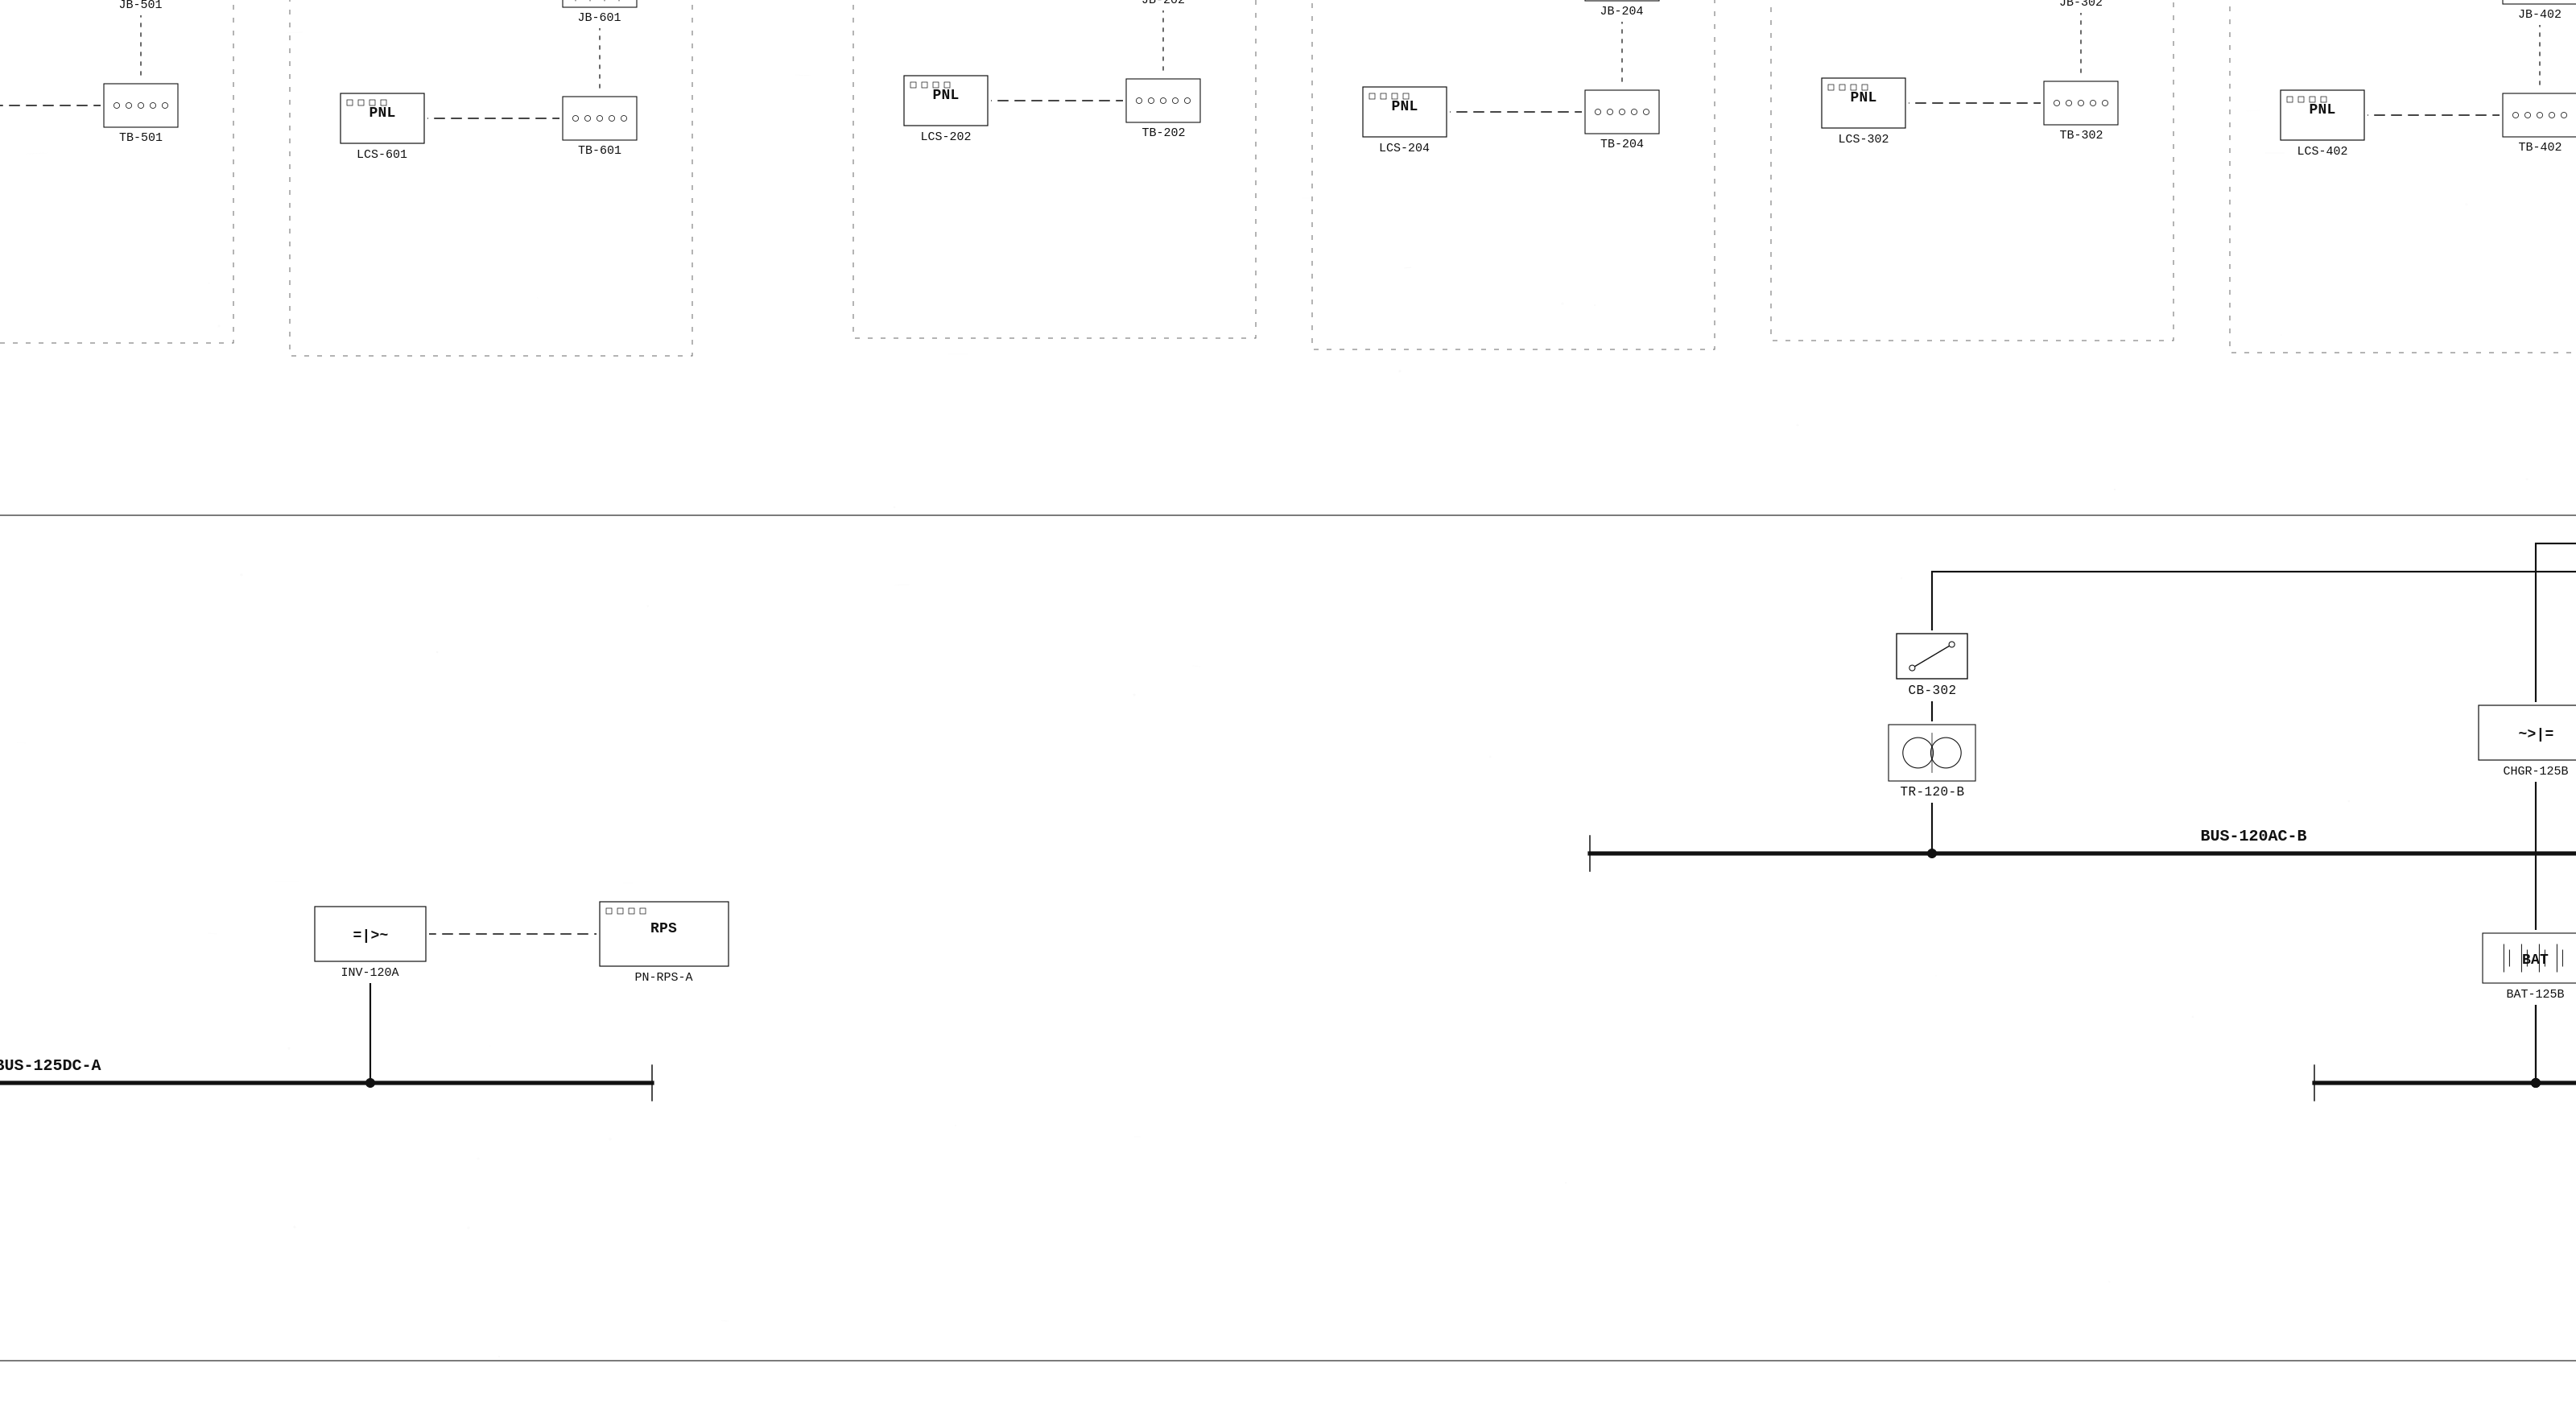 JB-501
JB-601
JB-202
JB-204
JB-302
JB-402
PNL
PNL
PNL
PNL
PNL
TB-501
LCS-601
TB-601
LCS-202
TB-202
LCS-204
TB-204
LCS-302
TB-302
LCS-402
TB-402
CB-302
~>|=
CHGR-125B
TR-120-B
BUS-120AC-B
=|>~
INV-120A
RPS
PN-RPS-A
BAT
BAT-125B
BUS-125DC-A